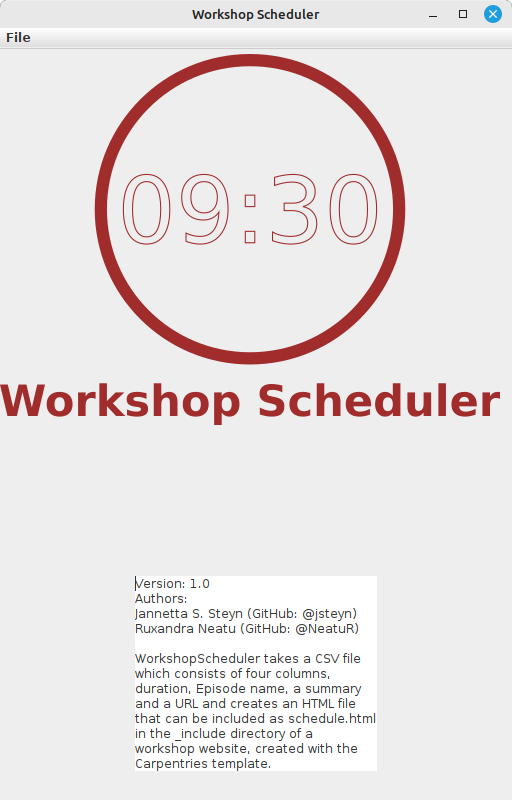 Workshop Scheduler
File
09:30
Workshop Scheduler
Version: 1.0
Authors:
Jannetta S. Steyn (GitHub: @jsteyn)
Ruxandra Neatu (GitHub: @NeatuR)
WorkshopScheduler takes a CSV file
which consists of four columns,
duration, Episode name, a summary
and a URL and creates an HTML file
that can be included as schedule.html
in the _include directory of a
workshop website, created with the
Carpentries template.